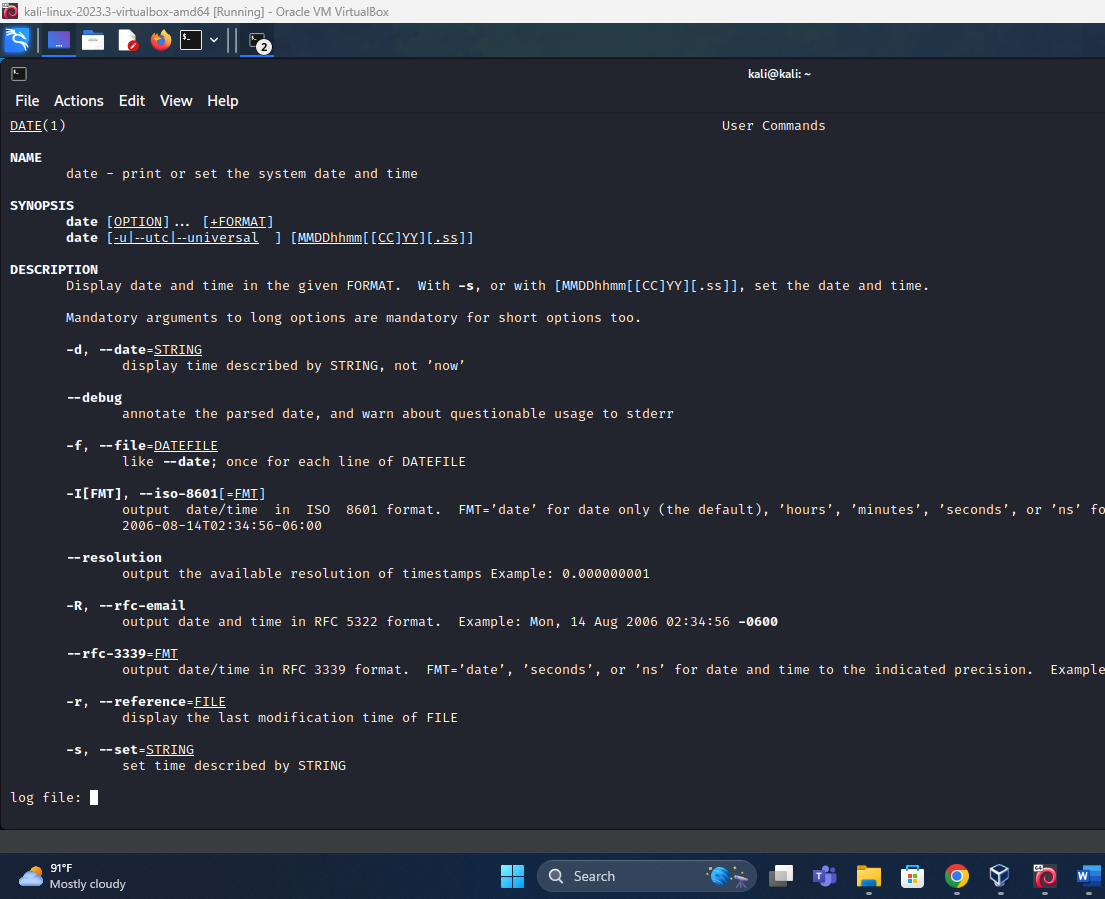 kali-linux-2023.3-virtualbox-amd64 [Running] - Oracle VM VirtualBox
2
kali@kali: ~
File Actions Edit View Help
DATE(1) User Commands
NAME
date - print or set the system date and time
SYNOPSIS
date [OPTION]... [+FORMAT]
date [-u|--utc|--universal ] [MMDDhhmm[[CC]YY][.ss]]
DESCRIPTION
Display date and time in the given FORMAT. With -s, or with [MMDDhhmm[[CC]YY][.ss]], set the date and time.
Mandatory arguments to long options are mandatory for short options too.
-d, --date=STRING
display time described by STRING, not ’now’
--debug
annotate the parsed date, and warn about questionable usage to stderr
-f, --file=DATEFILE
like --date; once for each line of DATEFILE
-I[FMT], --iso-8601[=FMT]
output date/time in ISO 8601 format. FMT=’date’ for date only (the default), ’hours’, ’minutes’, ’seconds’, or ’ns’ fo
2006-08-14T02:34:56-06:00
--resolution
output the available resolution of timestamps Example: 0.000000001
-R, --rfc-email
output date and time in RFC 5322 format. Example: Mon, 14 Aug 2006 02:34:56 -0600
--rfc-3339=FMT
output date/time in RFC 3339 format. FMT=’date’, ’seconds’, or ’ns’ for date and time to the indicated precision. Example
-r, --reference=FILE
display the last modification time of FILE
-s, --set=STRING
set time described by STRING
log file:
91°F
Mostly cloudy
Search